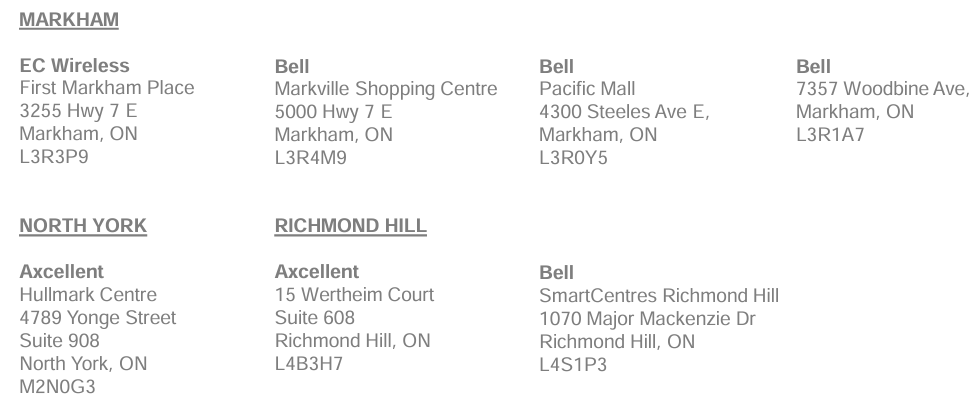 MARKHAM
EC Wireless
First Markham Place
3255 Hwy 7 E
Markham, ON
L3R3P9
Bell
Markville Shopping Centre
5000 Hwy 7 E
Markham, ON
L3R4M9
Bell
Pacific Mall
4300 Steeles Ave E,
Markham, ON
L3R0Y5
Bell
7357 Woodbine Ave,
Markham, ON
L3R1A7
NORTH YORK
Axcellent
Hullmark Centre
4789 Yonge Street
Suite 908
North York, ON
M2N0G3
RICHMOND HILL
Axcellent
15 Wertheim Court
Suite 608
Richmond Hill, ON
L4B3H7
Bell
SmartCentres Richmond Hill
1070 Major Mackenzie Dr
Richmond Hill, ON
L4S1P3